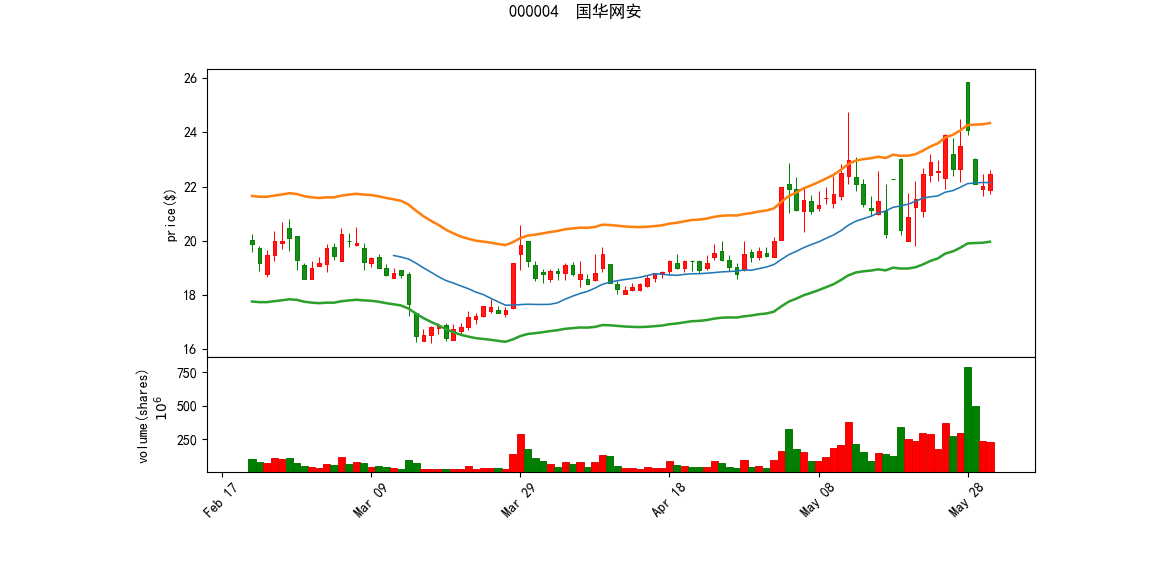 000004 国华网安
price($)
26
24
22
20
18
16
volume(shares)
10^6
750
500
250
Feb 17
Mar 09
Mar 29
Apr 18
May 08
May 28